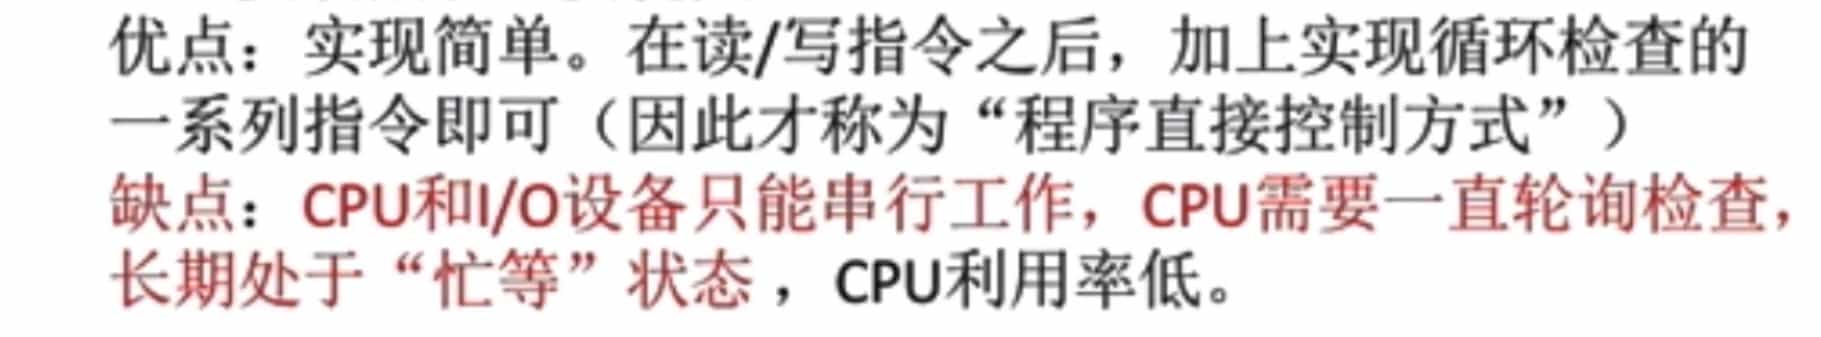 优点：实现简单。在读/写指令之后，加上实现循环检查的
一系列指令即可（因此才称为“程序直接控制方式”）
缺点：CPU和I/O设备只能串行工作，CPU需要一直轮询检查，
长期处于“忙等”状态，CPU利用率低。